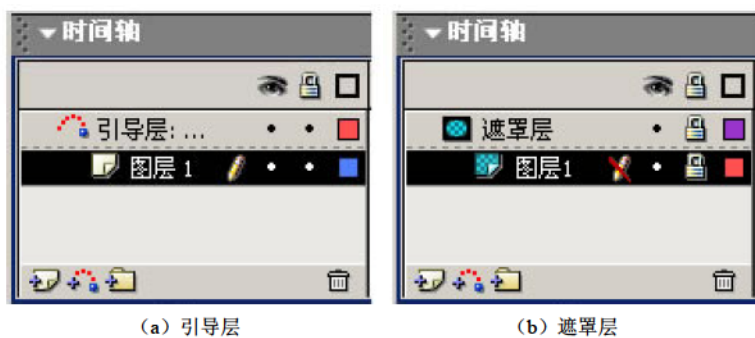 时间轴
引导层: ...
图层 1
(a) 引导层
时间轴
遮罩层
图层1
(b) 遮罩层